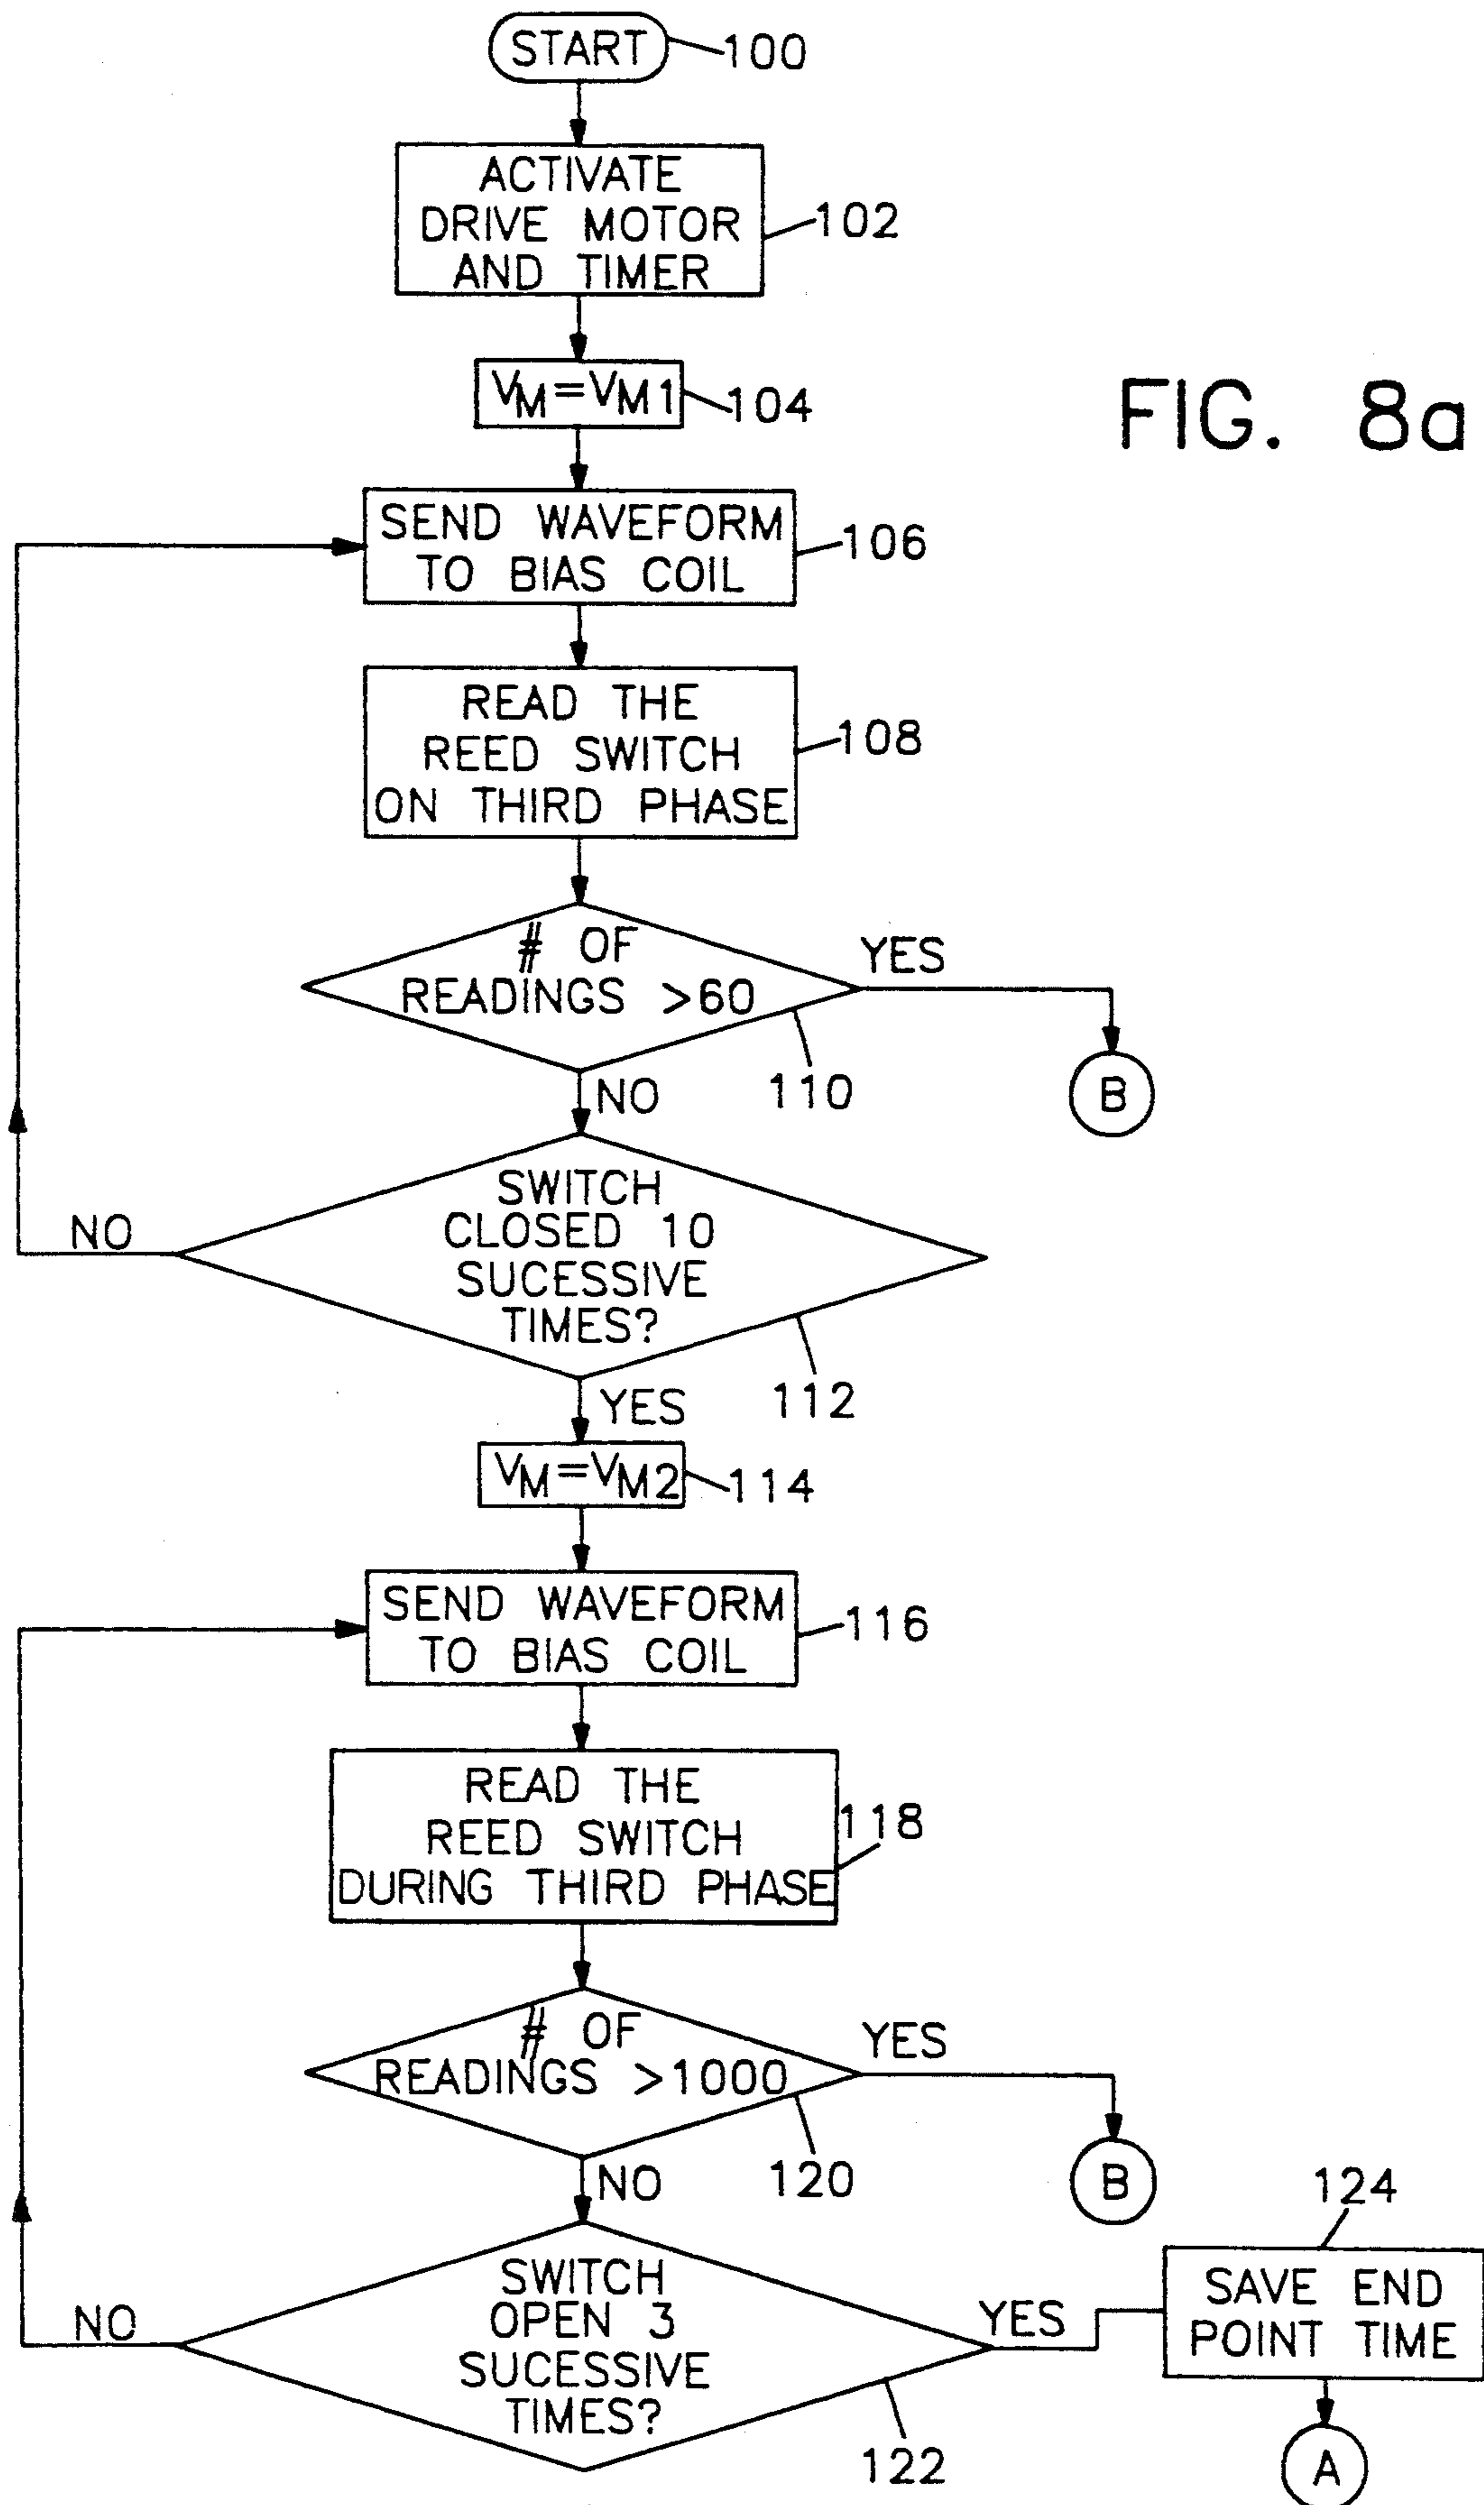 START
100
ACTIVATE
DRIVE MOTOR
AND TIMER
102
VM=VM1
104
FIG. 8a
SEND WAVEFORM
TO BIAS COIL
106
READ THE
REED SWITCH
ON THIRD PHASE
108
# OF
READINGS >60
YES
110
B
NO
SWITCH
CLOSED 10
SUCESSIVE
TIMES?
NO
112
YES
VM=VM2
114
SEND WAVEFORM
TO BIAS COIL
116
READ THE
REED SWITCH
DURING THIRD PHASE
118
# OF
READINGS >1000
YES
120
B
NO
SWITCH
OPEN 3
SUCESSIVE
TIMES?
NO
YES
122
124
SAVE END
POINT TIME
A